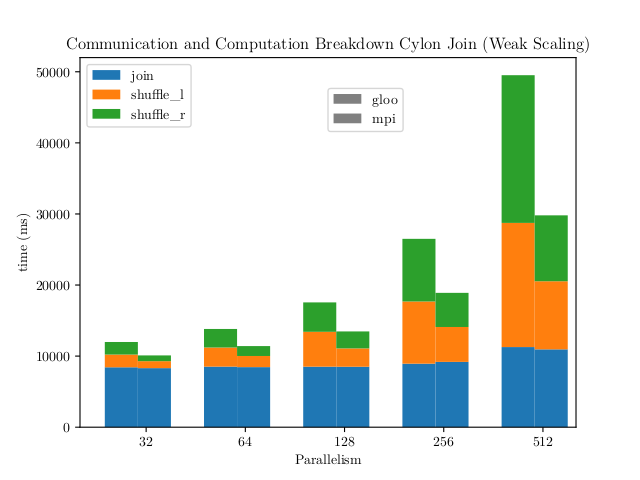 Communication and Computation Breakdown Cylon Join (Weak Scaling)
join
shuffle_l
shuffle_r
gloo
mpi
time (ms)
50000
40000
30000
20000
10000
0
32 64 128 256 512
Parallelism